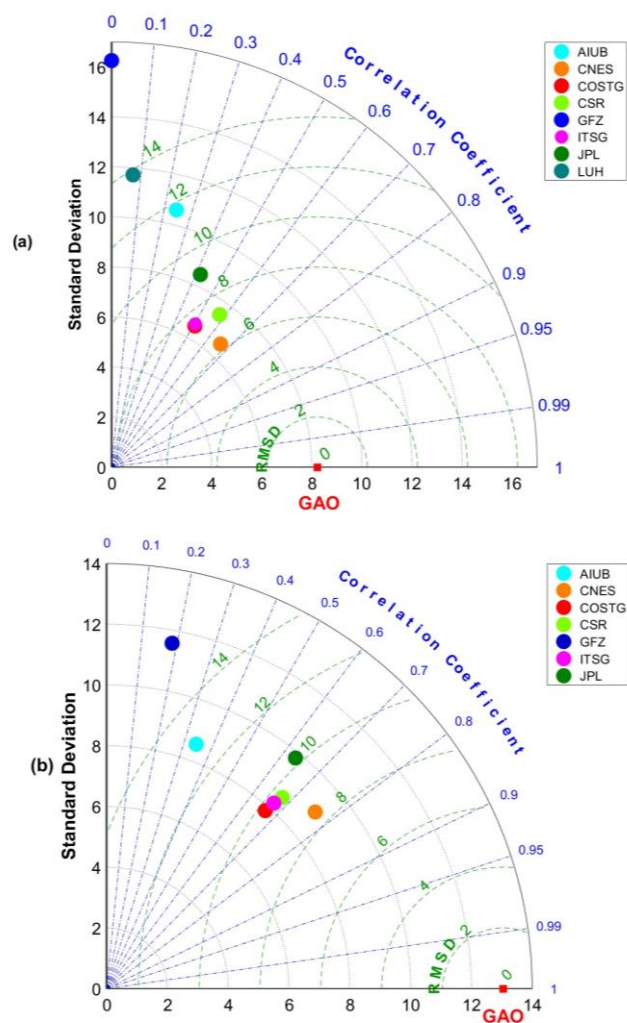 (a)
Standard Deviation
16
14
12
10
8
6
4
2
0
0 2 4 6 8 10 12 14 16
GAO
0 0.1 0.2 0.3 0.4 0.5 0.6 0.7 0.8 0.9 0.95 0.99 1
Correlation Coefficient
14
12
10
8
6
4
2
0
RMSD
AIUB
CNES
COSTG
CSR
GFZ
ITSG
JPL
LUH
(b)
Standard Deviation
14
12
10
8
6
4
2
0
0 2 4 6 8 10 12 14
GAO
0 0.1 0.2 0.3 0.4 0.5 0.6 0.7 0.8 0.9 0.95 0.99 1
Correlation Coefficient
14
12
10
8
6
4
2
0
RMSD
AIUB
CNES
COSTG
CSR
GFZ
ITSG
JPL